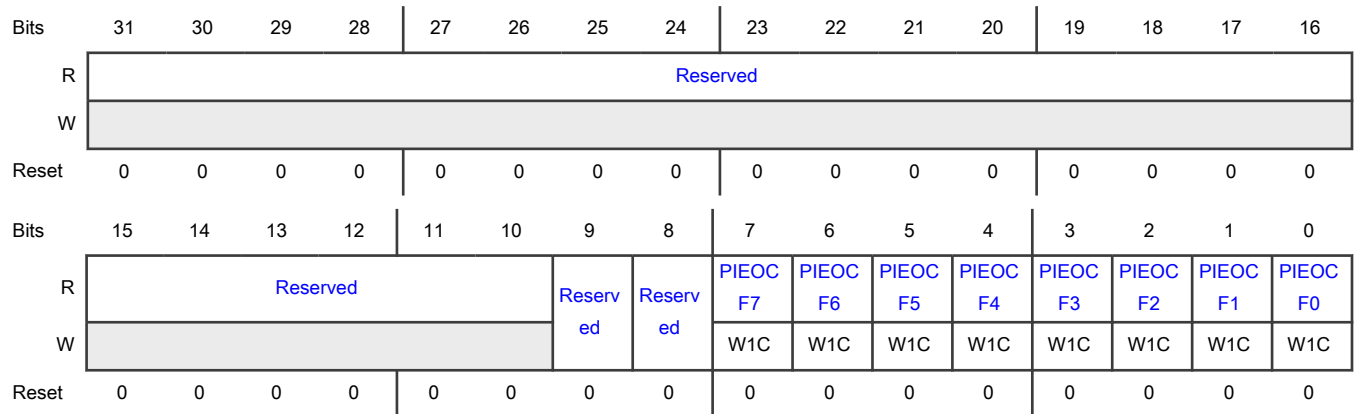 Bits 31 30 29 28 27 26 25 24 23 22 21 20 19 18 17 16
R Reserved
W
Reset 0 0 0 0 0 0 0 0 0 0 0 0 0 0 0 0
Bits 15 14 13 12 11 10 9 8 7 6 5 4 3 2 1 0
R Reserved Reserv Reserv PIEOC PIEOC PIEOC PIEOC PIEOC PIEOC PIEOC PIEOC
ed ed F7 F6 F5 F4 F3 F2 F1 F0
W W1C W1C W1C W1C W1C W1C W1C W1C
Reset 0 0 0 0 0 0 0 0 0 0 0 0 0 0 0 0